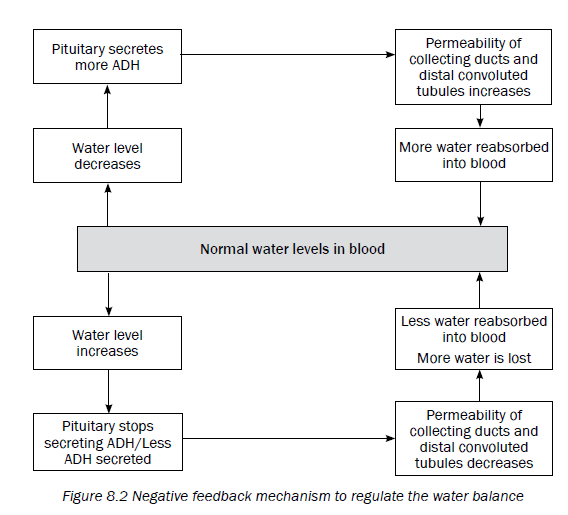 Pituitary secretes
more ADH
Permeability of
collecting ducts and
distal convoluted
tubules increases
Water level
decreases
More water reabsorbed
into blood
Normal water levels in blood
Water level
increases
Less water reabsorbed
into blood
More water is lost
Pituitary stops
secreting ADH/Less
ADH secreted
Permeability of
collecting ducts and
distal convoluted
tubules decreases
Figure 8.2 Negative feedback mechanism to regulate the water balance